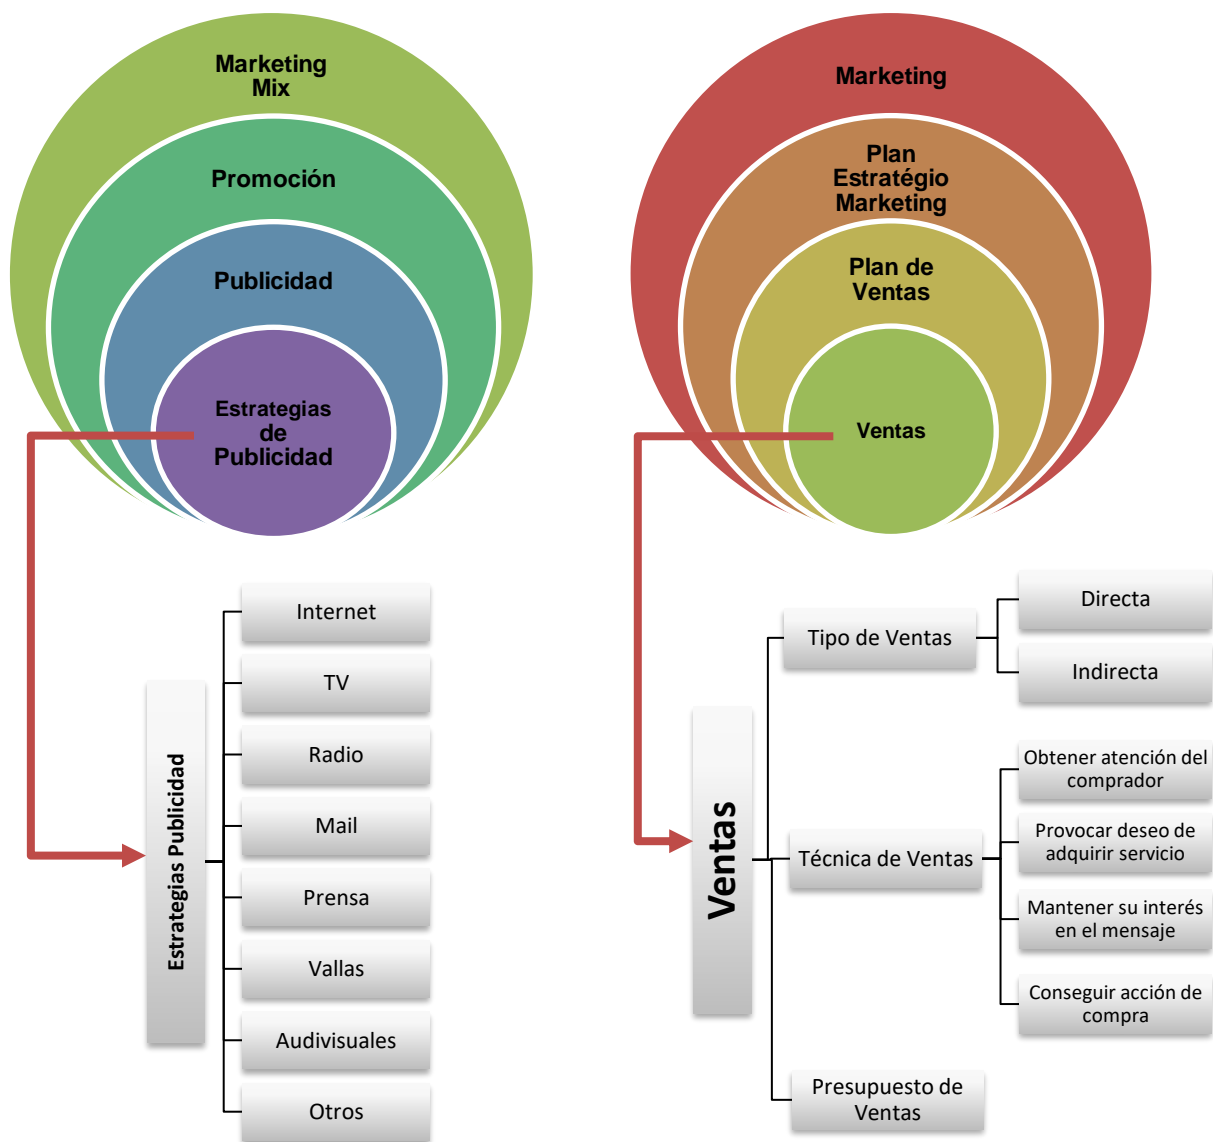 Marketing
Mix
Promoción
Publicidad
Estrategias
de
Publicidad
Estrategias Publicidad
Internet
TV
Radio
Mail
Prensa
Vallas
Audivisuales
Otros
Marketing
Plan
Estratégio
Marketing
Plan de
Ventas
Ventas
Ventas
Tipo de Ventas
Directa
Indirecta
Técnica de Ventas
Obtener atención del
comprador
Provocar deseo de
adquirir servicio
Mantener su interés
en el mensaje
Conseguir acción de
compra
Presupuesto de
Ventas